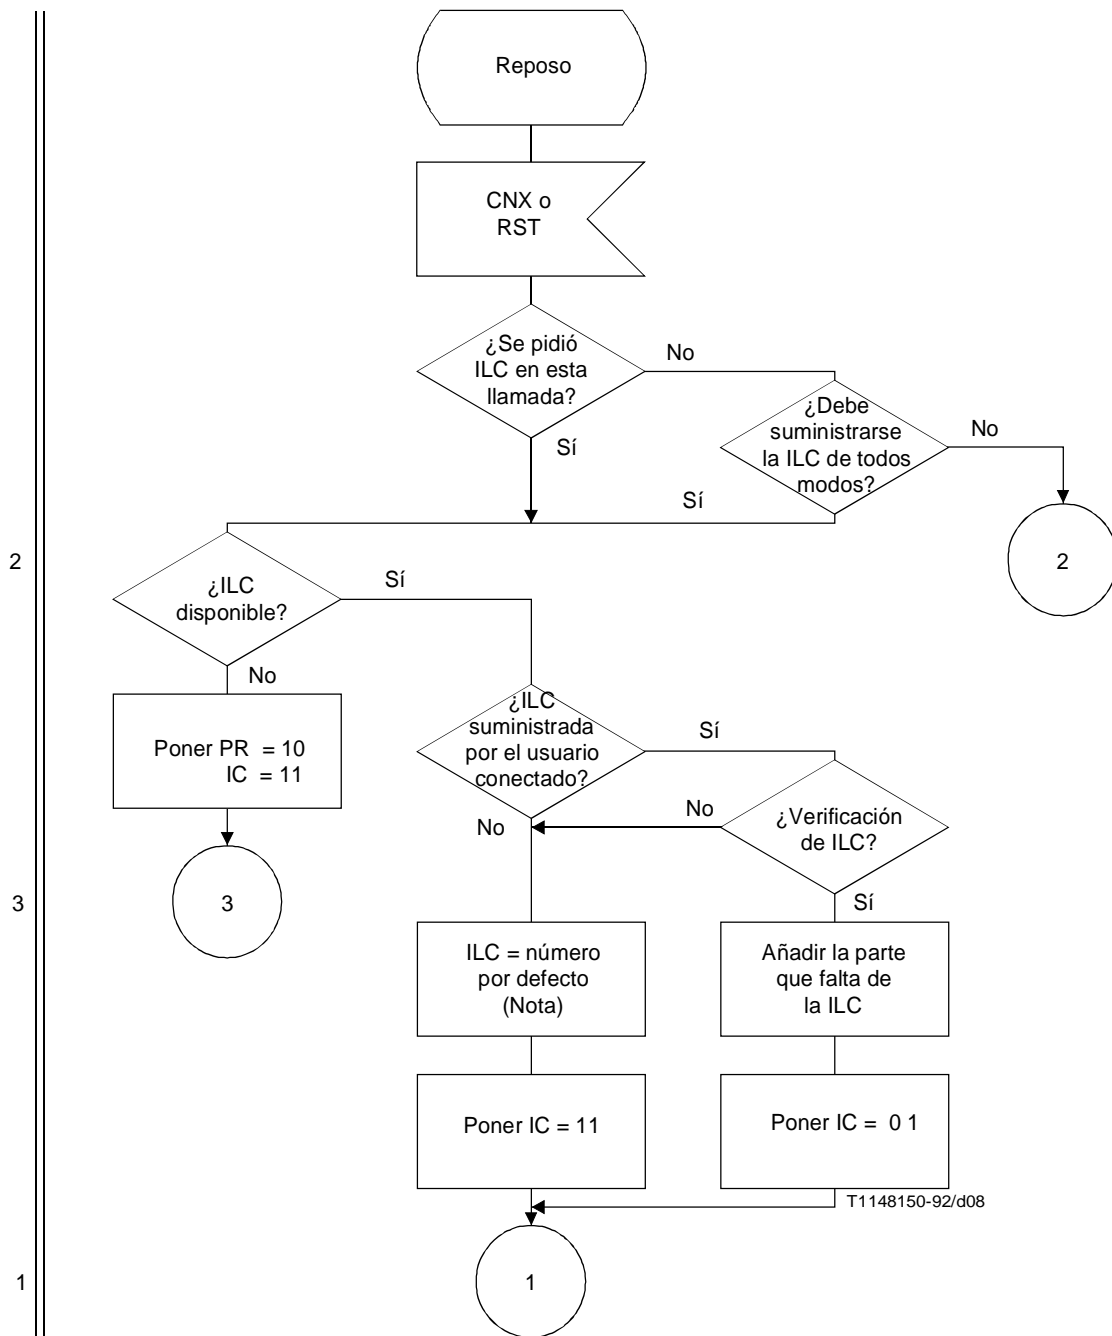 Reposo
CNX o
RST
¿Se pidió
ILC en esta
llamada?
No
Sí
¿Debe
suministrarse
la ILC de todos
modos?
No
Sí
2
2
¿ILC
disponible?
Sí
No
Poner PR = 10
IC = 11
¿ILC
suministrada
por el usuario
conectado?
Sí
No
No
¿Verificación
de ILC?
Sí
3
3
ILC = número
por defecto
(Nota)
Añadir la parte
que falta de
la ILC
Poner IC = 11
Poner IC = 0 1
T1148150-92/d08
1
1